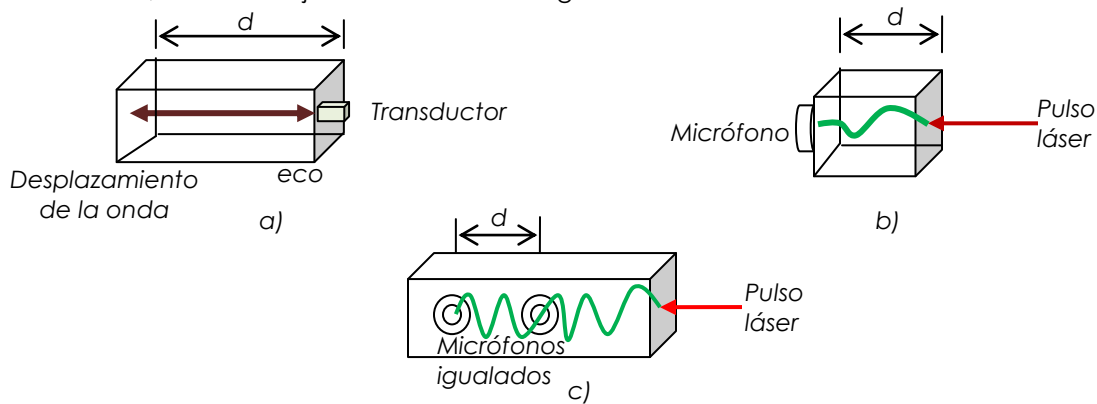 d
d
Transductor
Micrófono
Pulso
láser
Desplazamiento
de la onda
eco
a)
b)
d
Pulso
láser
Micrófonos
igualados
c)